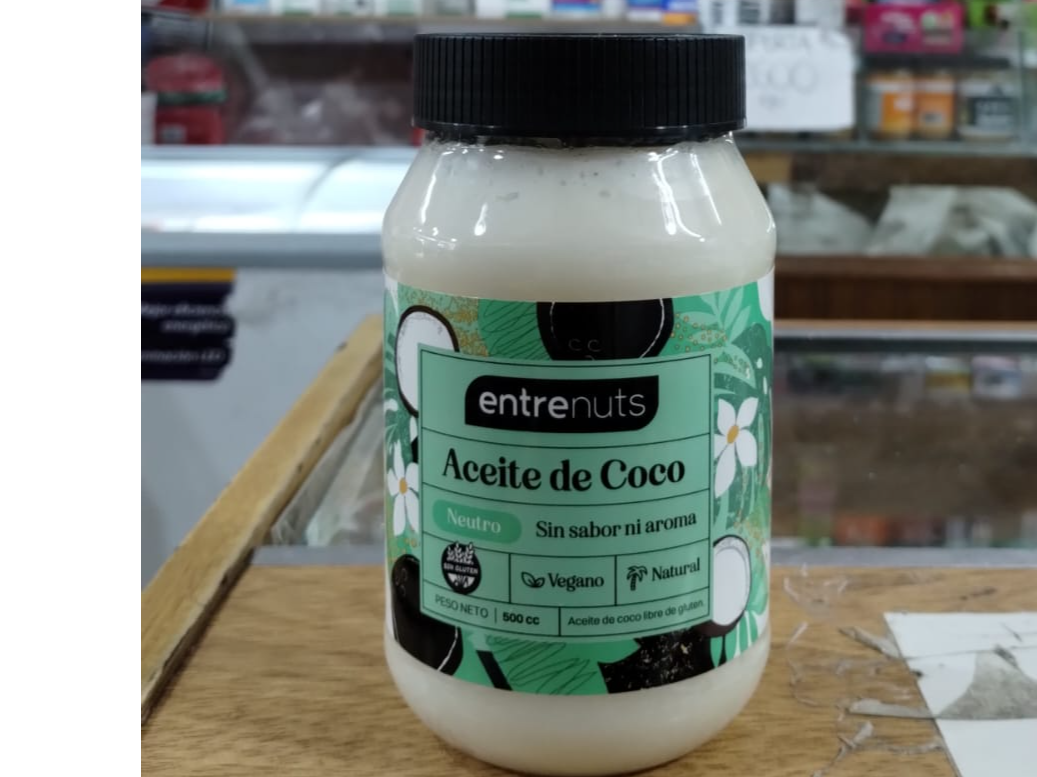 entrenuts
Aceite de Coco
Neutro Sin sabor ni aroma
SIN GLUTEN
Vegano
Natural
PESO NETO | 500 cc
Aceite de coco libre de gluten.